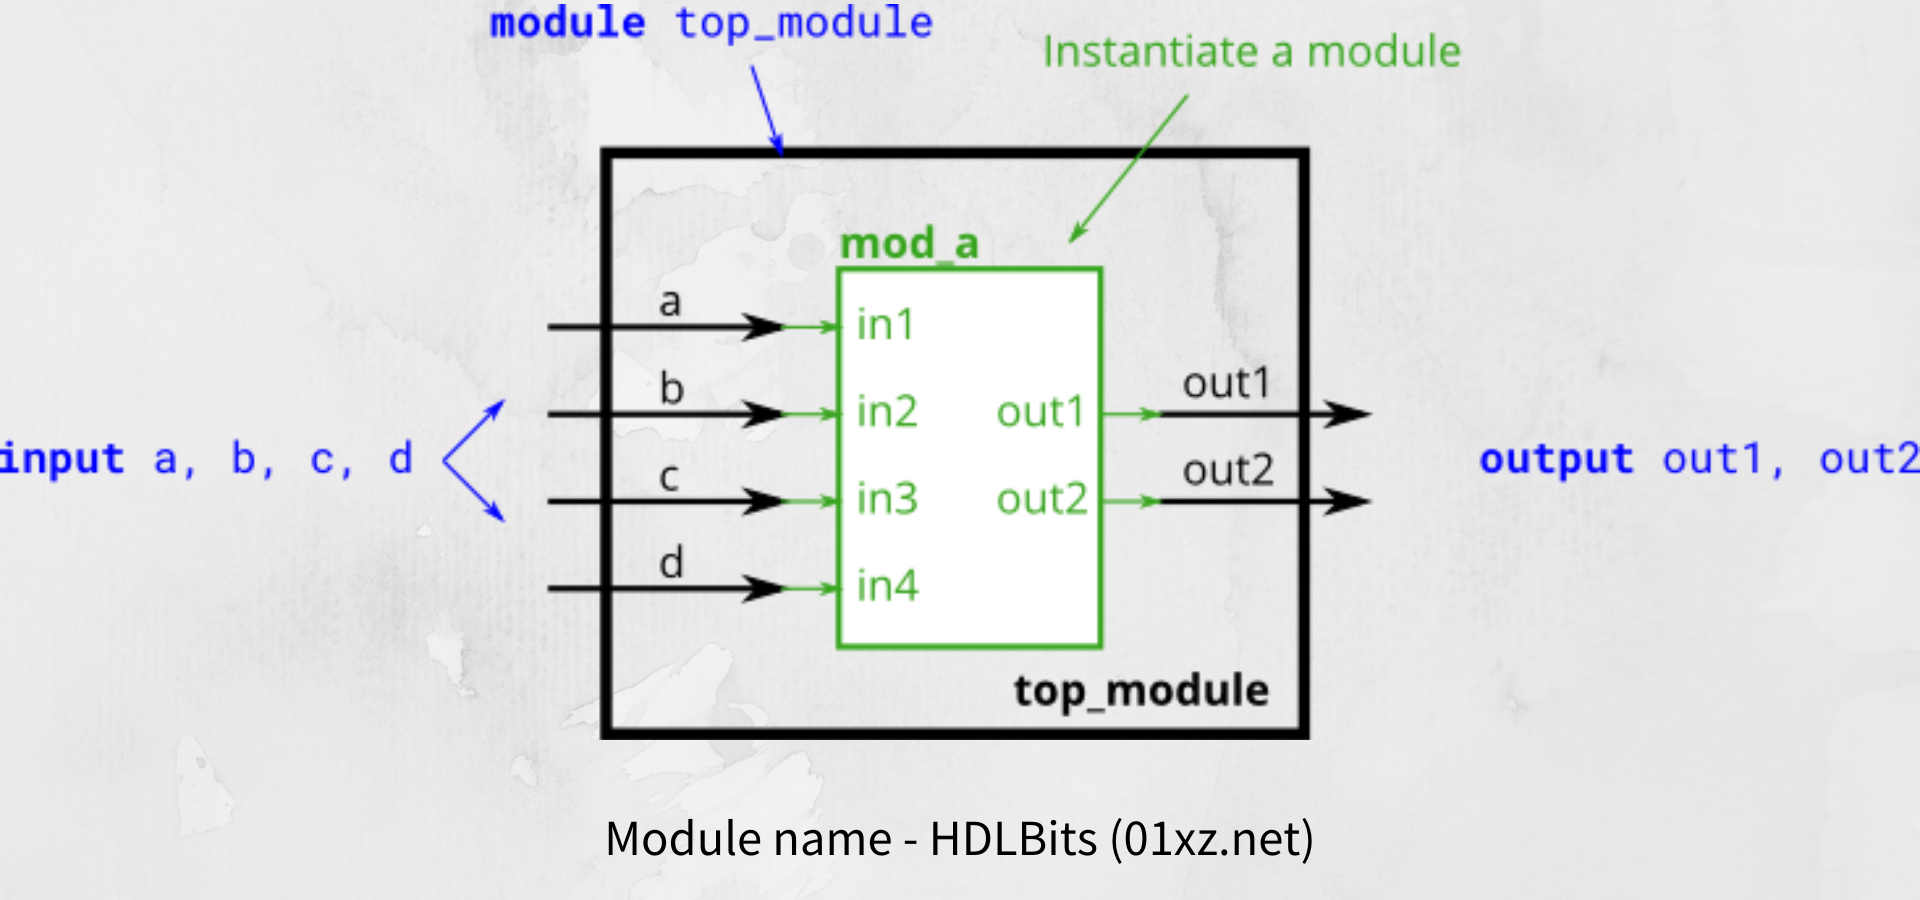 module top_module
Instantiate a module
mod_a
a
in1
b
in2
out1
out1
input a, b, c, d
output out1, out2
c
in3
out2
out2
d
in4
top_module
Module name - HDLBits (01xz.net)